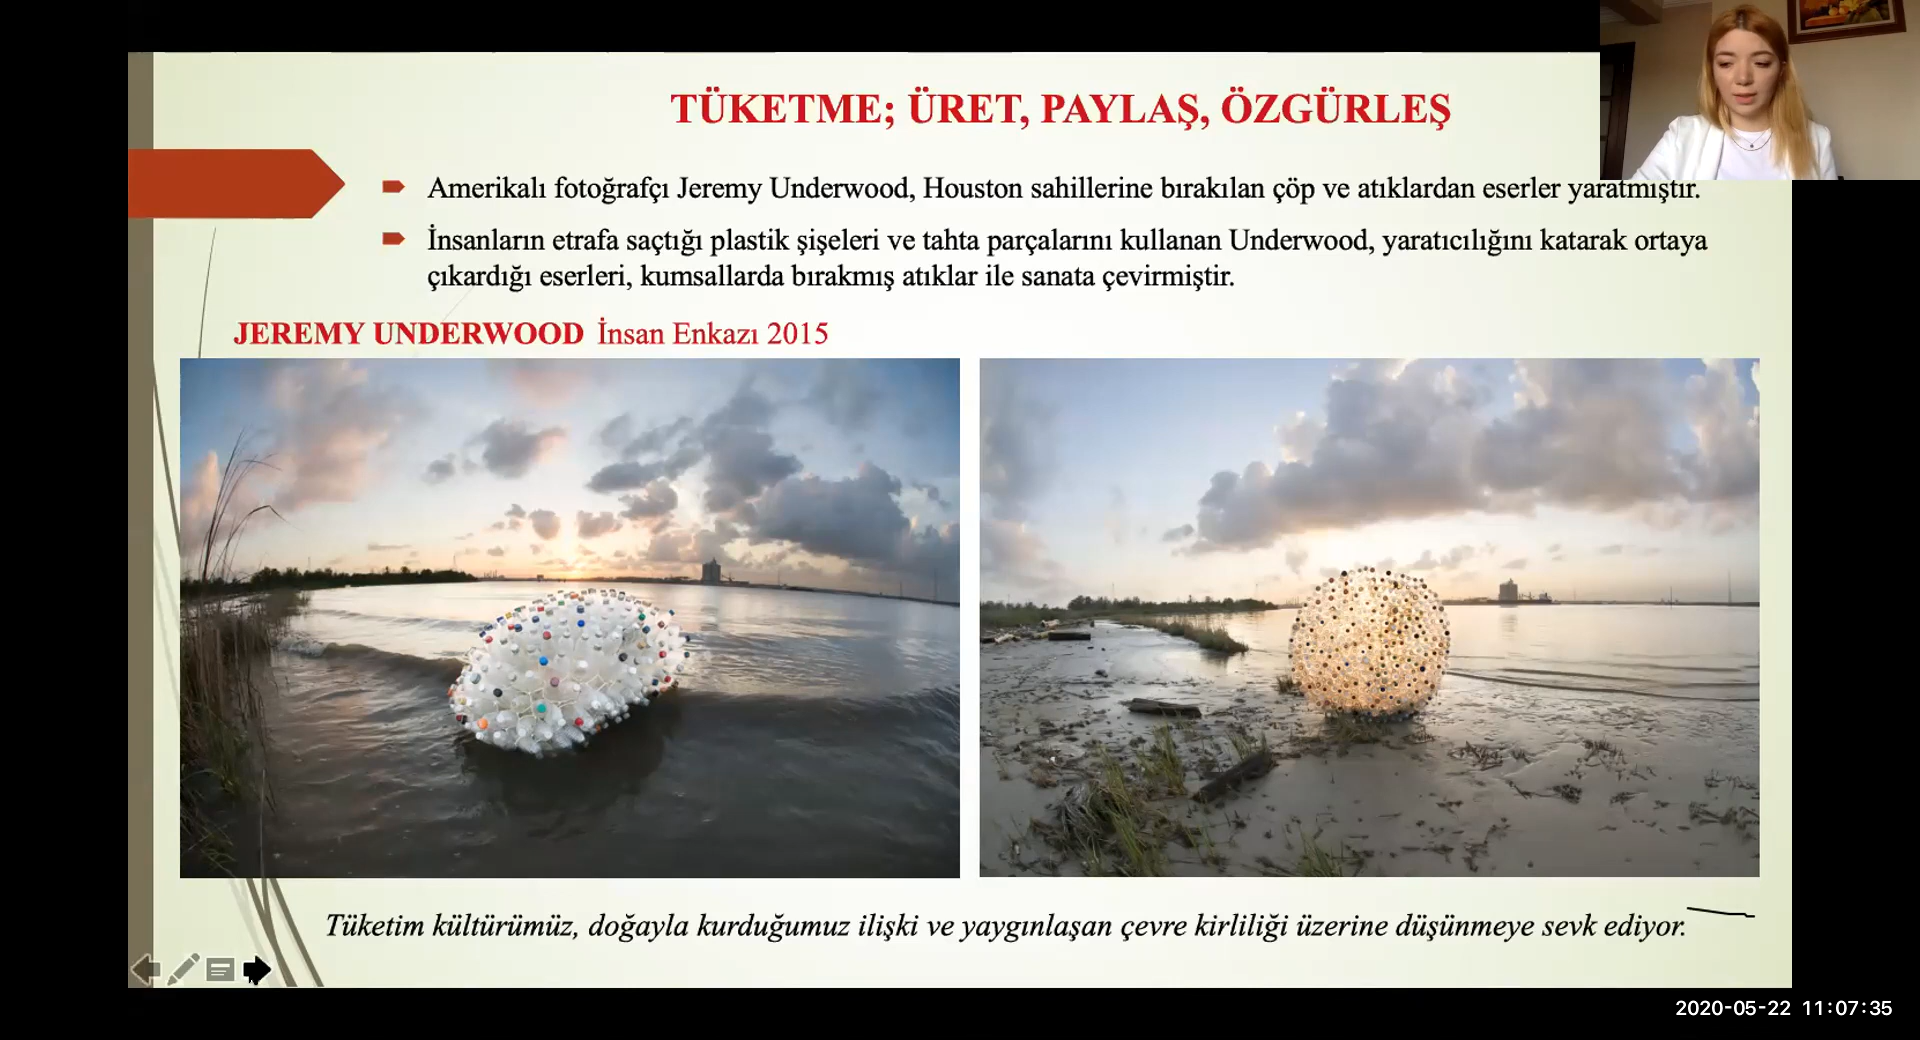 TÜKETME; ÜRET, PAYLAŞ, ÖZGÜRLEŞ
Amerikalı fotoğrafçı Jeremy Underwood, Houston sahillerine bırakılan çöp ve atıklardan eserler yaratmıştır.
İnsanların etrafa saçtığı plastik şişeleri ve tahta parçalarını kullanan Underwood, yaratıcılığını katarak ortaya
çıkardığı eserleri, kumsallarda bırakmış atıklar ile sanata çevirmiştir.
JEREMY UNDERWOOD İnsan Enkazı 2015
Tüketim kültürümüz, doğayla kurduğumuz ilişki ve yaygınlaşan çevre kirliliği üzerine düşünmeye sevk ediyor.
2020-05-22 11:07:35